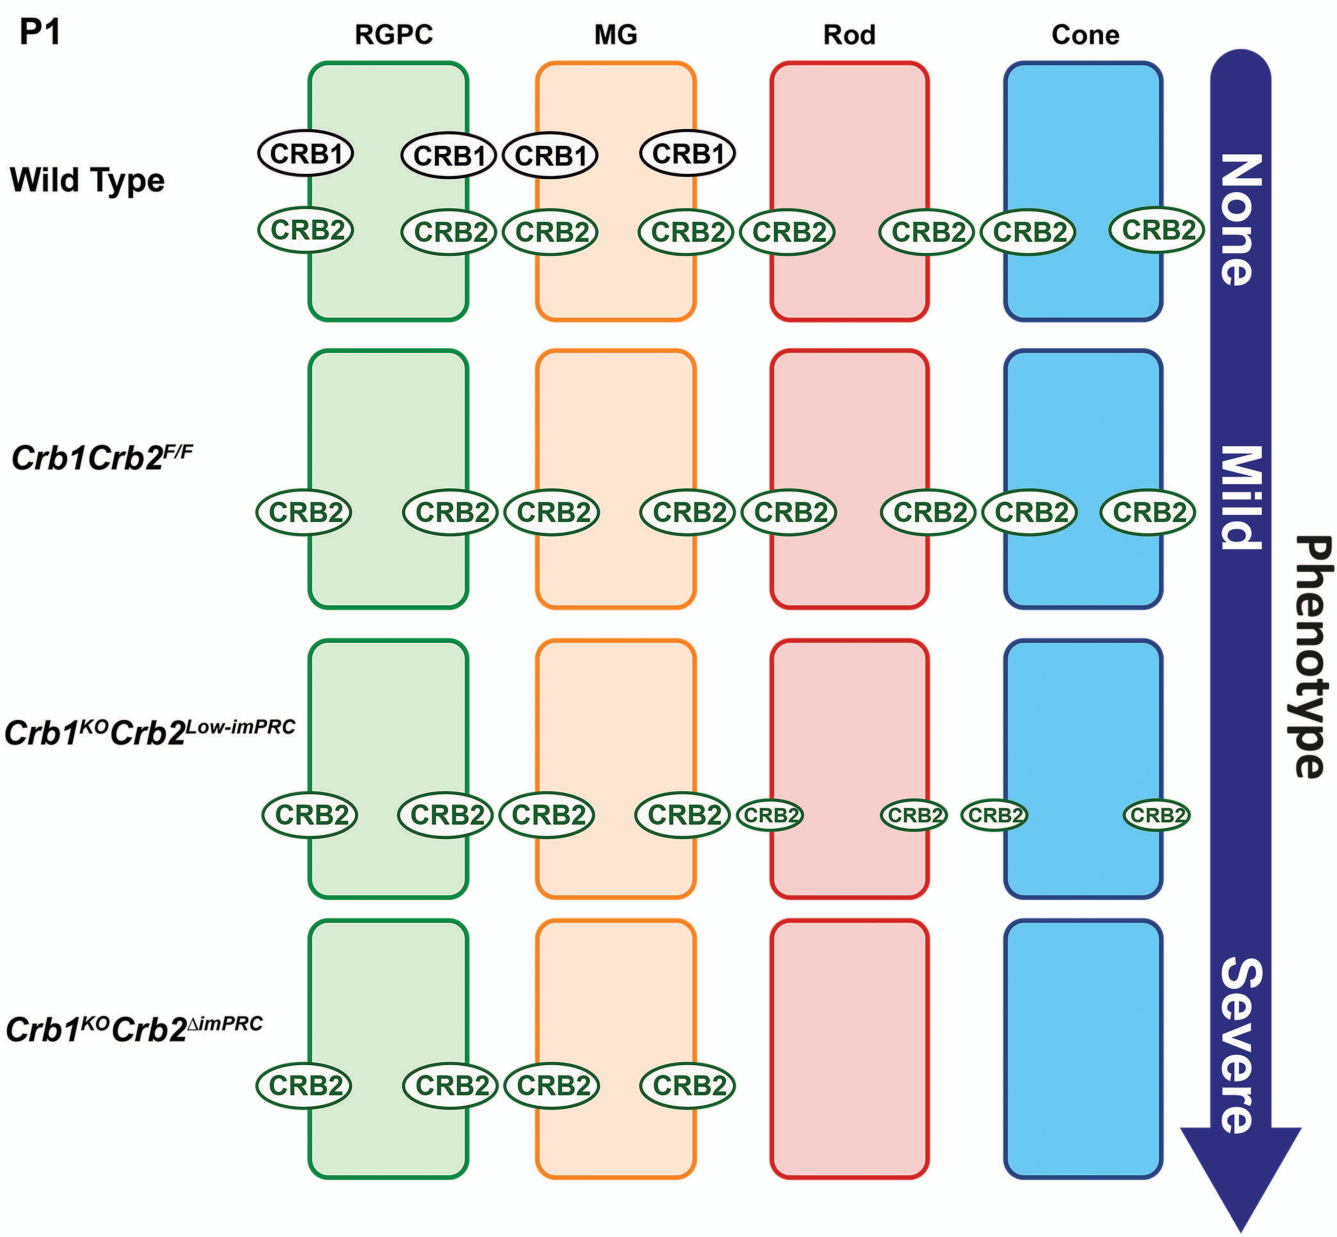 P1
RGPC MG Rod Cone
CRB1 CRB1 CRB1 CRB1
Wild Type
CRB2 CRB2 CRB2 CRB2 CRB2 CRB2 CRB2 CRB2
None
Crb1Crb2F/F
CRB2 CRB2 CRB2 CRB2 CRB2 CRB2 CRB2 CRB2
Mild
Phenotype
Crb1KOCrb2Low-imPRC
CRB2 CRB2 CRB2 CRB2 CRB2 CRB2 CRB2 CRB2
Crb1KOCrb2ΔimPRC
CRB2 CRB2 CRB2 CRB2
Severe